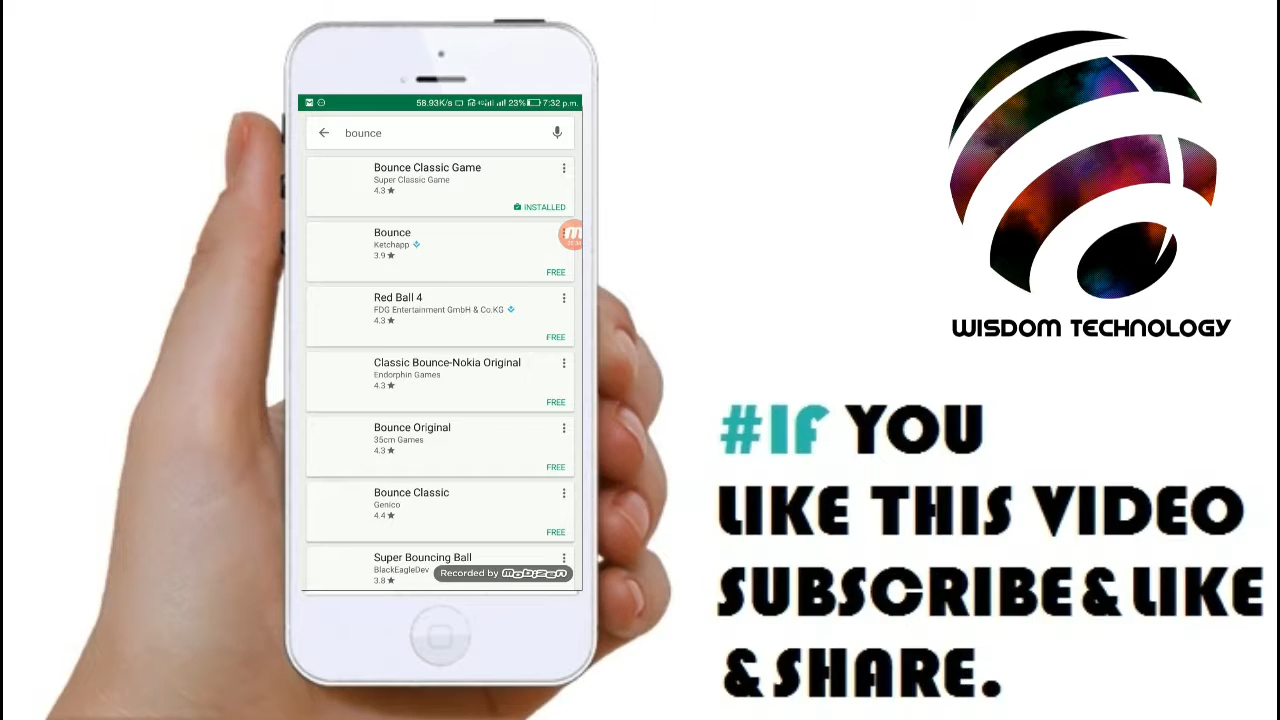 58.93K/s 23% 7:32 p.m.
bounce
Bounce Classic Game
Super Classic Game
4.3★
INSTALLED
Bounce
Ketchapp
3.9★
FREE
Red Ball 4
FDG Entertainment GmbH & Co.KG
4.3★
FREE
Classic Bounce-Nokia Original
Endorphin Games
4.3★
FREE
Bounce Original
35cm Games
4.3★
FREE
Bounce Classic
Genico
4.4★
FREE
Super Bouncing Ball
BlackEagleDev
3.8★
Recorded by mobizen
WISDOM TECHNOLOGY
#IF YOU
LIKE THIS VIDEO
SUBSCRIBE&LIKE
&SHARE.